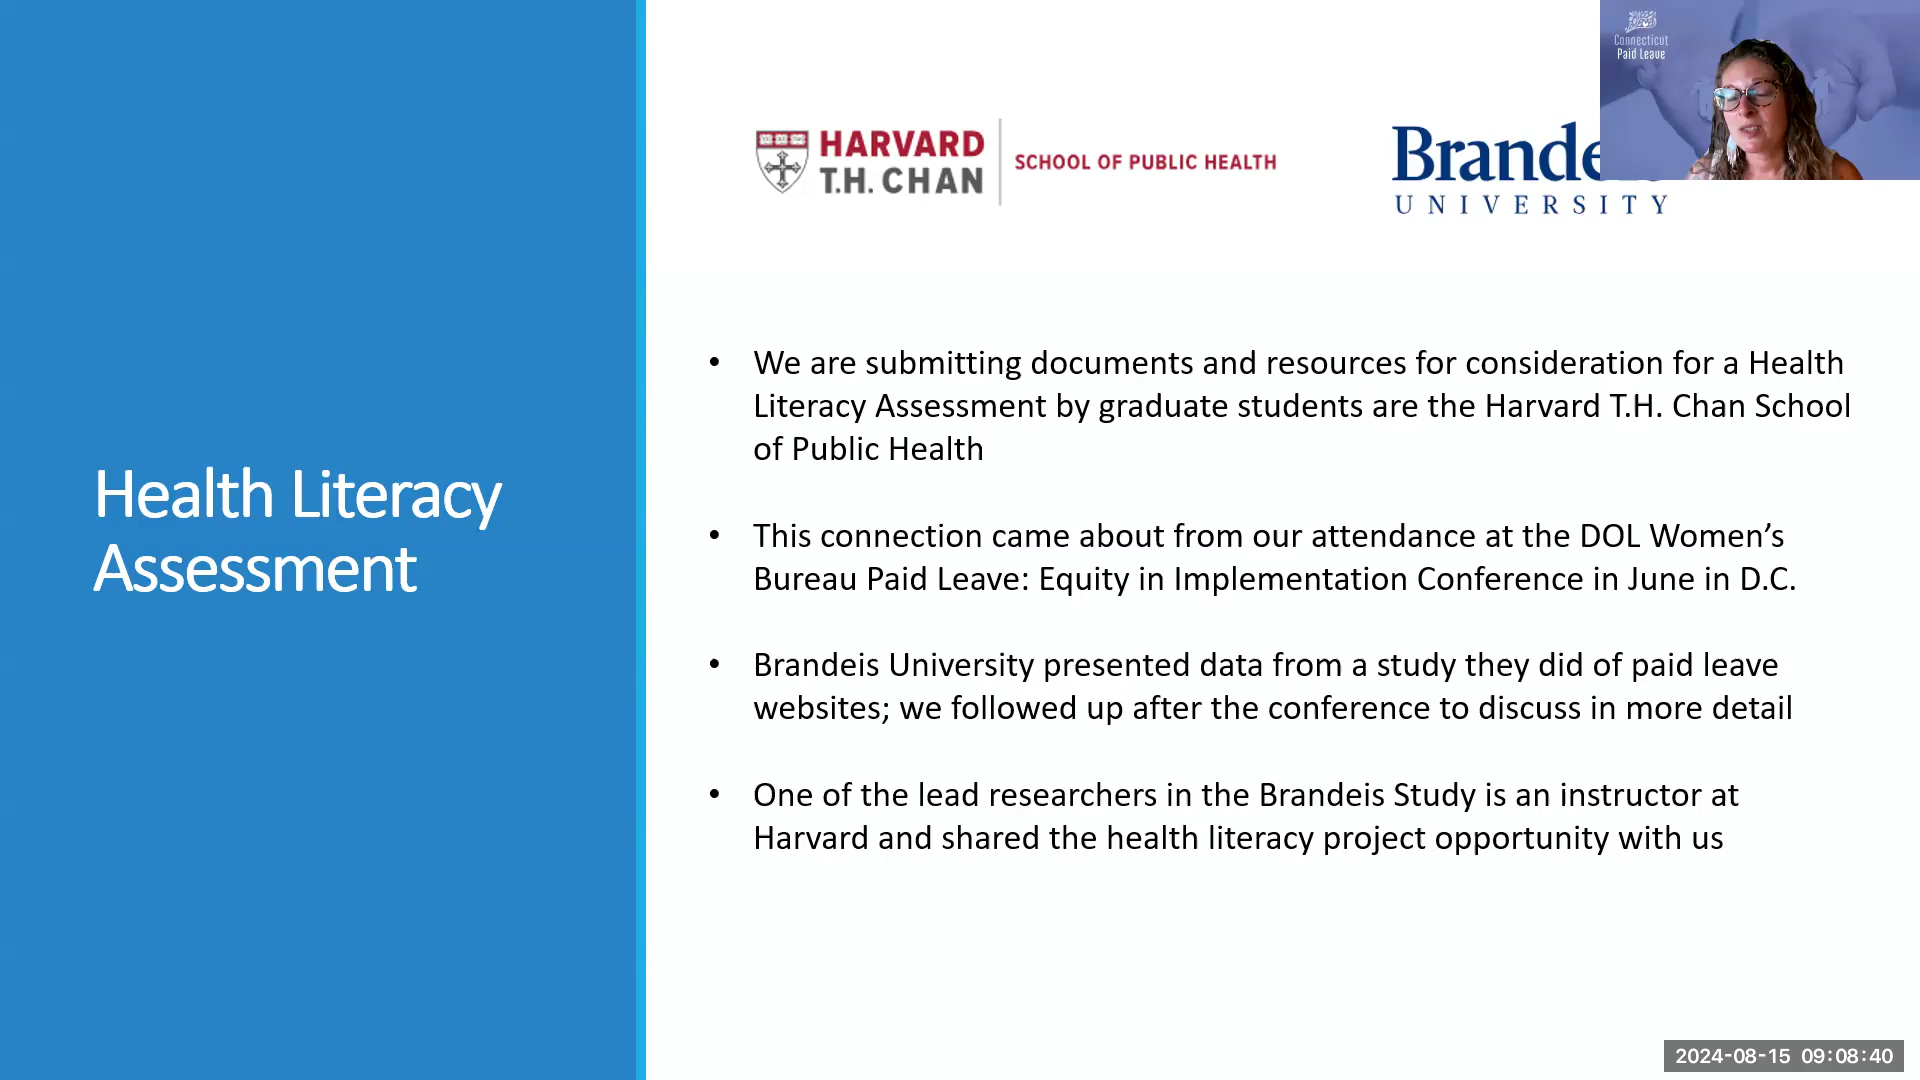 Connecticut
Paid Leave
HARVARD
T.H. CHAN
SCHOOL OF PUBLIC HEALTH
UNIVERSITY
Health Literacy
Assessment
• We are submitting documents and resources for consideration for a Health
Literacy Assessment by graduate students are the Harvard T.H. Chan School
of Public Health
• This connection came about from our attendance at the DOL Women’s
Bureau Paid Leave: Equity in Implementation Conference in June in D.C.
• Brandeis University presented data from a study they did of paid leave
websites; we followed up after the conference to discuss in more detail
• One of the lead researchers in the Brandeis Study is an instructor at
Harvard and shared the health literacy project opportunity with us
2024-08-15 09:08:40